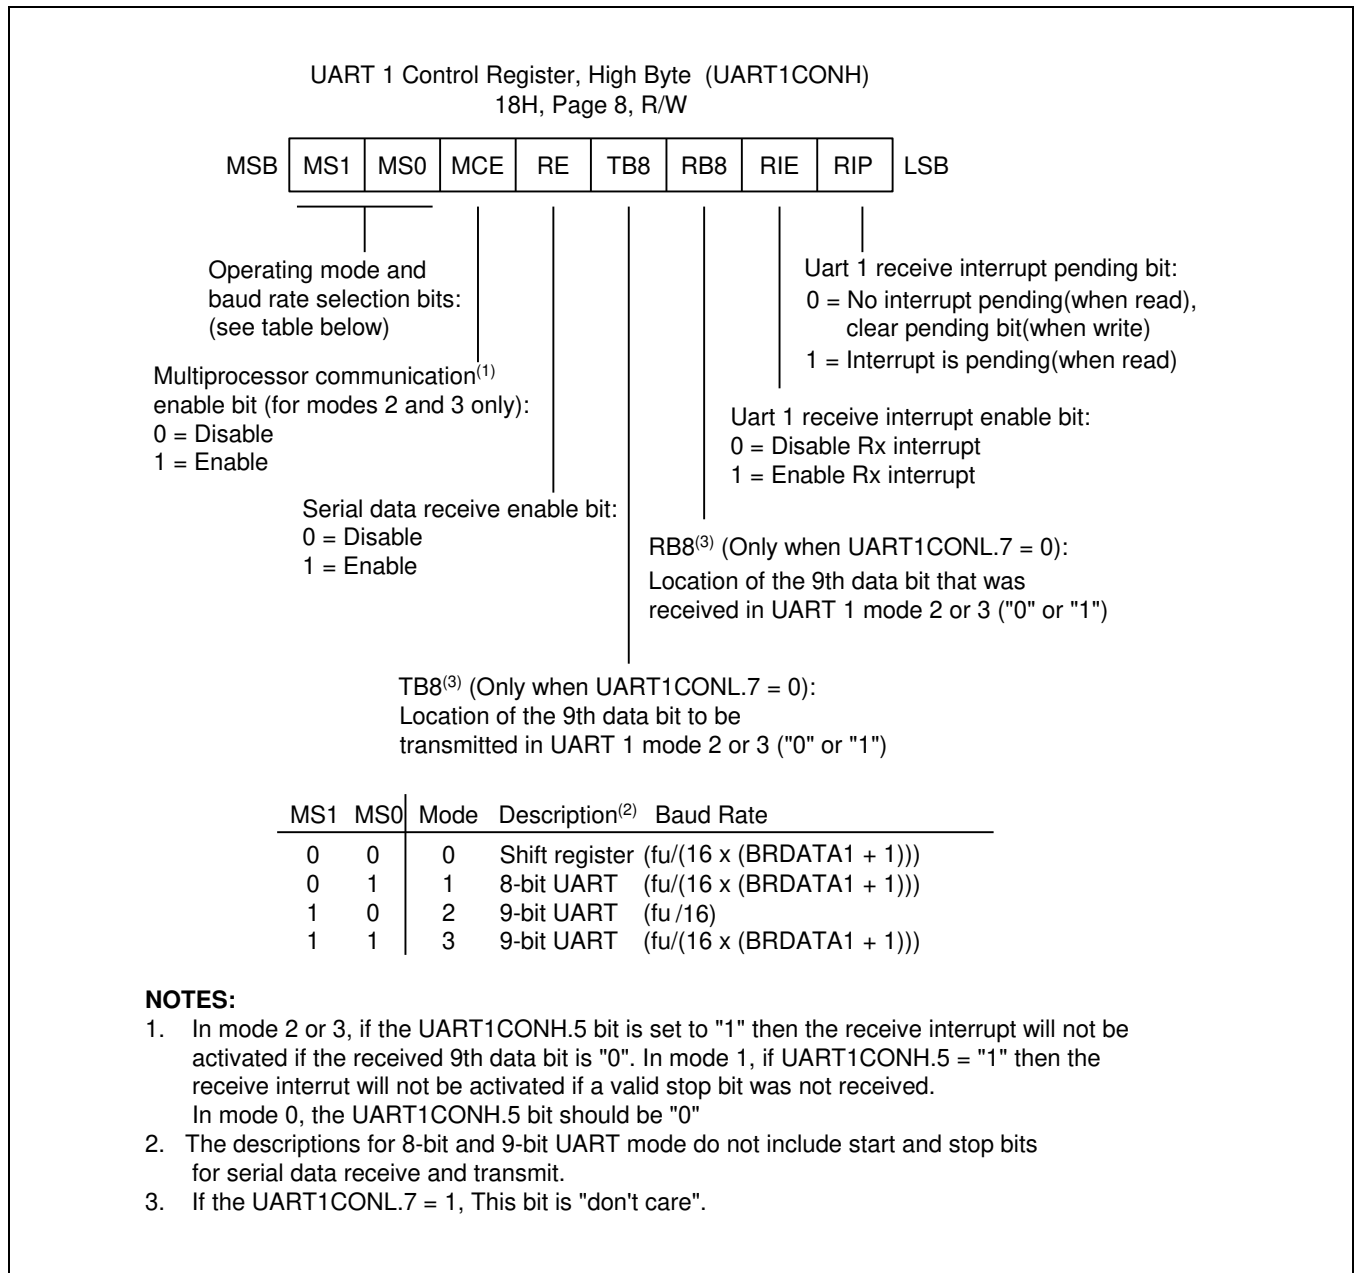 UART 1 Control Register, High Byte (UART1CONH)
18H, Page 8, R/W
MSB MS1 MS0 MCE RE TB8 RB8 RIE RIP LSB
Operating mode and
baud rate selection bits:
(see table below)
Uart 1 receive interrupt pending bit:
0 = No interrupt pending(when read),
clear pending bit(when write)
1 = Interrupt is pending(when read)
Multiprocessor communication(1)
enable bit (for modes 2 and 3 only):
0 = Disable
1 = Enable
Uart 1 receive interrupt enable bit:
0 = Disable Rx interrupt
1 = Enable Rx interrupt
Serial data receive enable bit:
0 = Disable
1 = Enable
RB8(3) (Only when UART1CONL.7 = 0):
Location of the 9th data bit that was
received in UART 1 mode 2 or 3 ("0" or "1")
TB8(3) (Only when UART1CONL.7 = 0):
Location of the 9th data bit to be
transmitted in UART 1 mode 2 or 3 ("0" or "1")
MS1 MS0 Mode Description(2) Baud Rate
0 0 0 Shift register (fu/(16 x (BRDATA1 + 1)))
0 1 1 8-bit UART (fu/(16 x (BRDATA1 + 1)))
1 0 2 9-bit UART (fu /16)
1 1 3 9-bit UART (fu/(16 x (BRDATA1 + 1)))
NOTES:
1. In mode 2 or 3, if the UART1CONH.5 bit is set to "1" then the receive interrupt will not be
activated if the received 9th data bit is "0". In mode 1, if UART1CONH.5 = "1" then the
receive interrut will not be activated if a valid stop bit was not received.
In mode 0, the UART1CONH.5 bit should be "0"
2. The descriptions for 8-bit and 9-bit UART mode do not include start and stop bits
for serial data receive and transmit.
3. If the UART1CONL.7 = 1, This bit is "don't care".